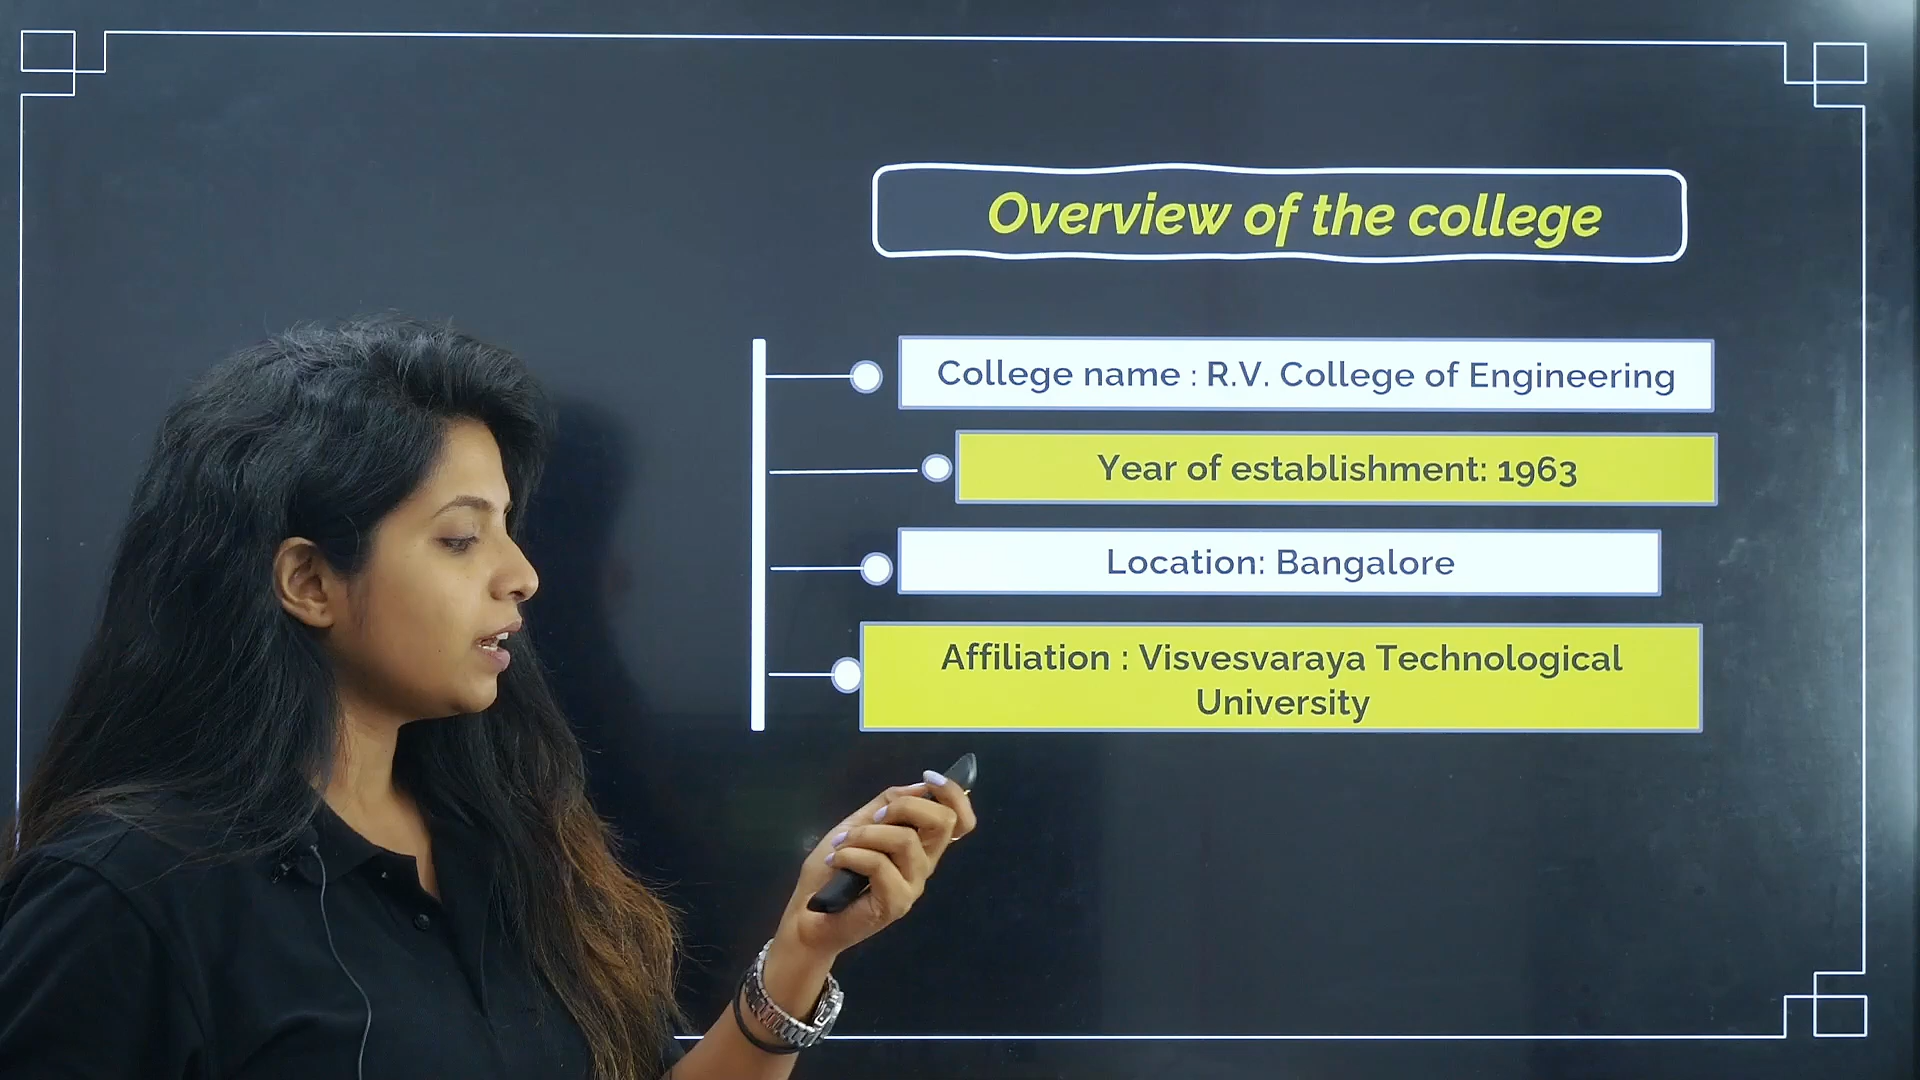 Overview of the college
College name : R.V. College of Engineering
Year of establishment: 1963
Location: Bangalore
Affiliation : Visvesvaraya Technological
University